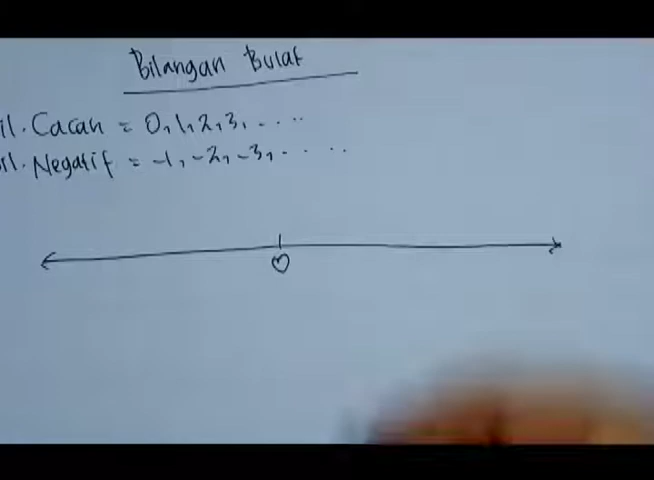 Bilangan Bulat
il. Cacah = 0, 1, 2, 3, . . . .
il. Negatif = -1, -2, -3, . . . .
0